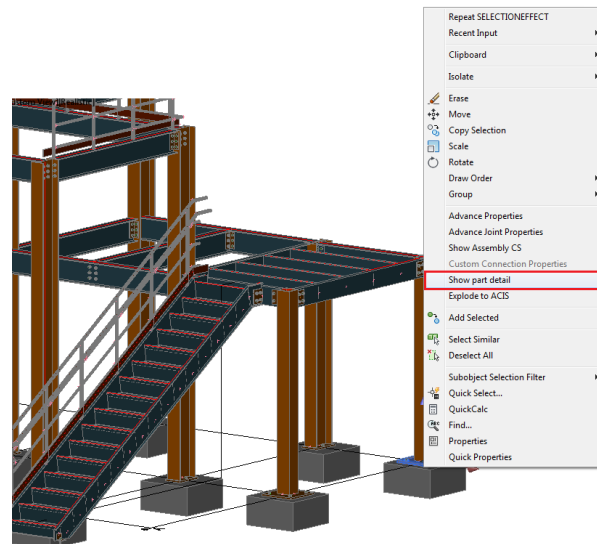 Repeat SELECTIONEFFECT
Recent Input
Clipboard
Isolate
Erase
Move
Copy Selection
Scale
Rotate
Draw Order
Group
Advance Properties
Advance Joint Properties
Show Assembly CS
Custom Connection Properties
Show part detail
Explode to ACIS
Add Selected
Select Similar
Deselect All
Subobject Selection Filter
Quick Select...
QuickCalc
Find...
Properties
Quick Properties